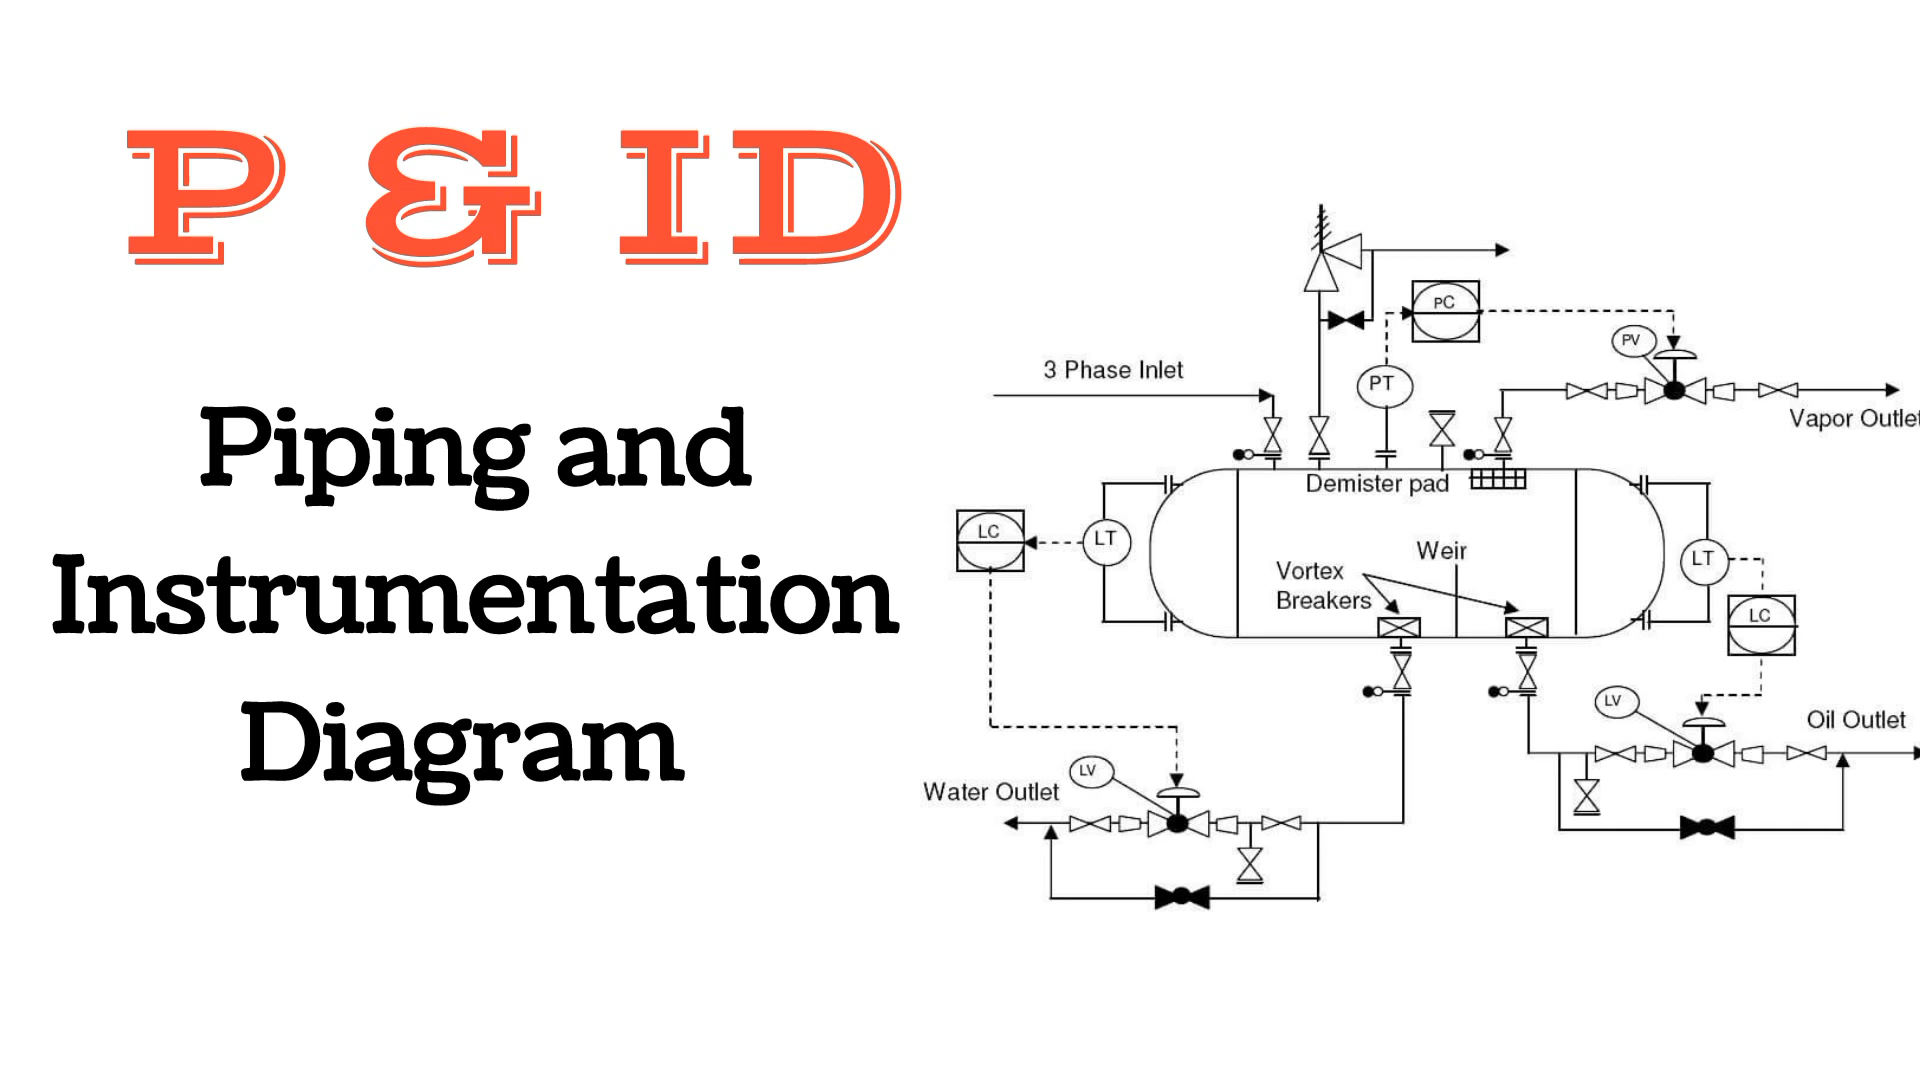 P & ID
Piping and
Instrumentation
Diagram
PC
PV
3 Phase Inlet
PT
Vapor Outlet
Demister pad
LC
LT
Weir
LT
Vortex
Breakers
LC
LV
Oil Outlet
LV
Water Outlet